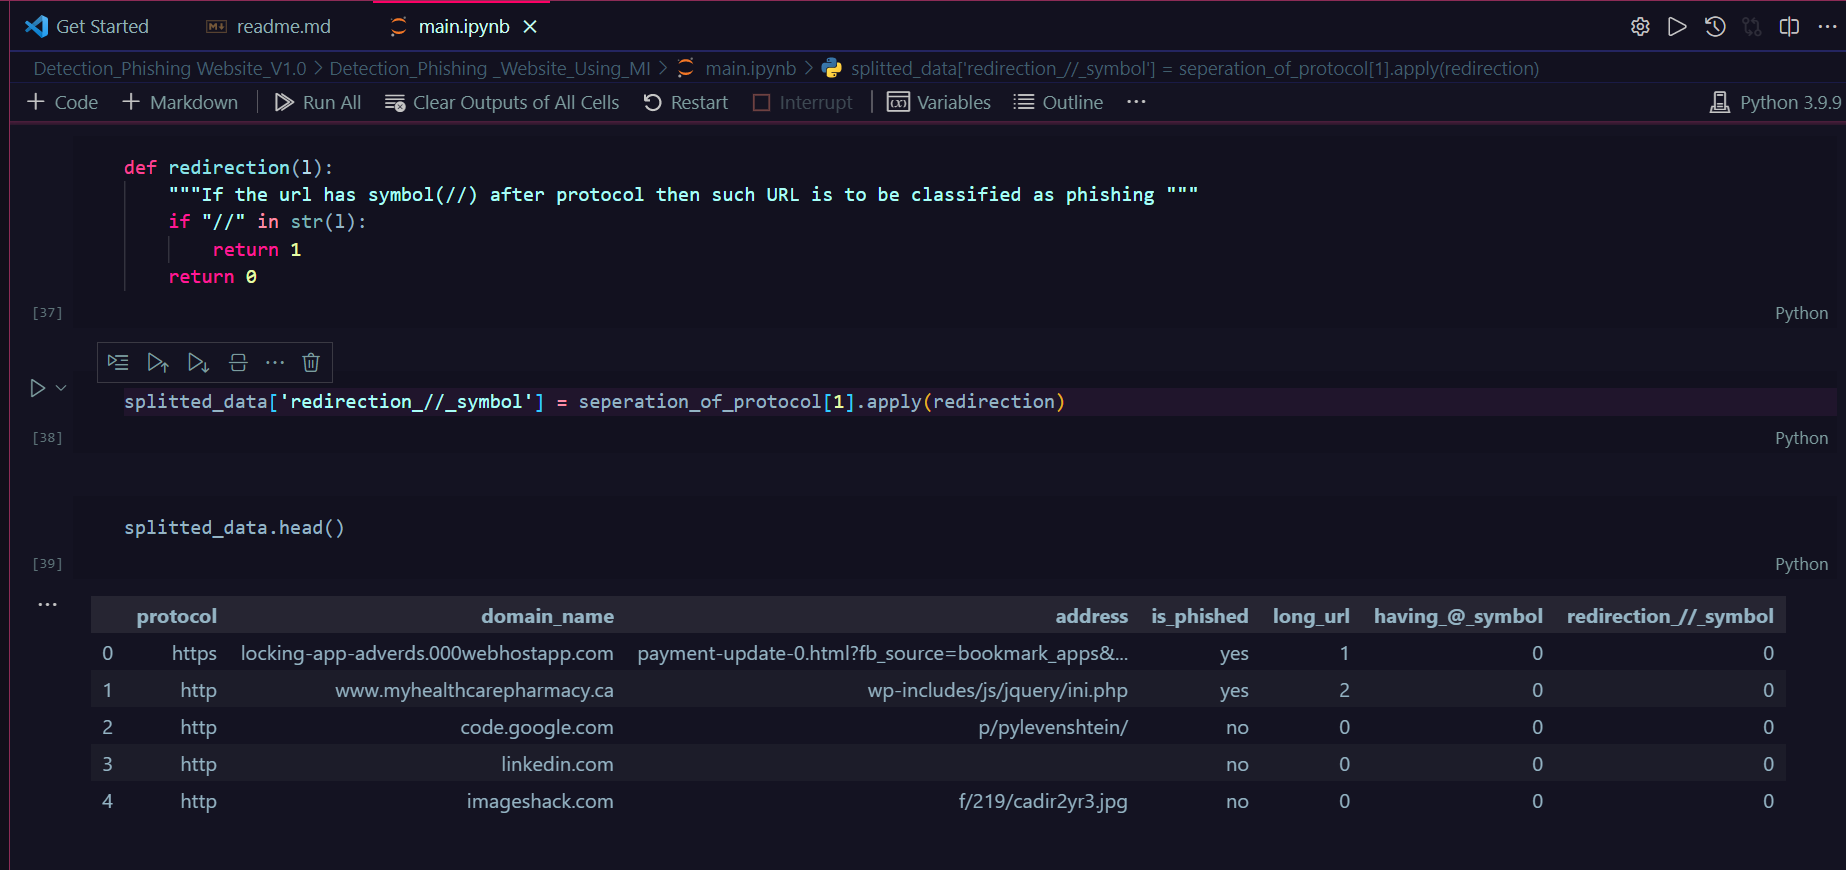 Get Started readme.md main.ipynb
Detection_Phishing Website_V1.0 > Detection_Phishing _Website_Using_Ml > main.ipynb > splitted_data['redirection_//_symbol'] = seperation_of_protocol[1].apply(redirection)
+ Code + Markdown Run All Clear Outputs of All Cells Restart Interrupt Variables Outline ... Python 3.9.9
def redirection(l):
"""If the url has symbol(//) after protocol then such URL is to be classified as phishing """
if "//" in str(l):
return 1
return 0
[37] Python
splitted_data['redirection_//_symbol'] = seperation_of_protocol[1].apply(redirection)
[38] Python
splitted_data.head()
[39] Python
protocol domain_name address is_phished long_url having_@_symbol redirection_//_symbol
0 https locking-app-adverds.000webhostapp.com payment-update-0.html?fb_source=bookmark_apps&... yes 1 0 0
1 http www.myhealthcarepharmacy.ca wp-includes/js/jquery/ini.php yes 2 0 0
2 http code.google.com p/pylevenshtein/ no 0 0 0
3 http linkedin.com no 0 0 0
4 http imageshack.com f/219/cadir2yr3.jpg no 0 0 0